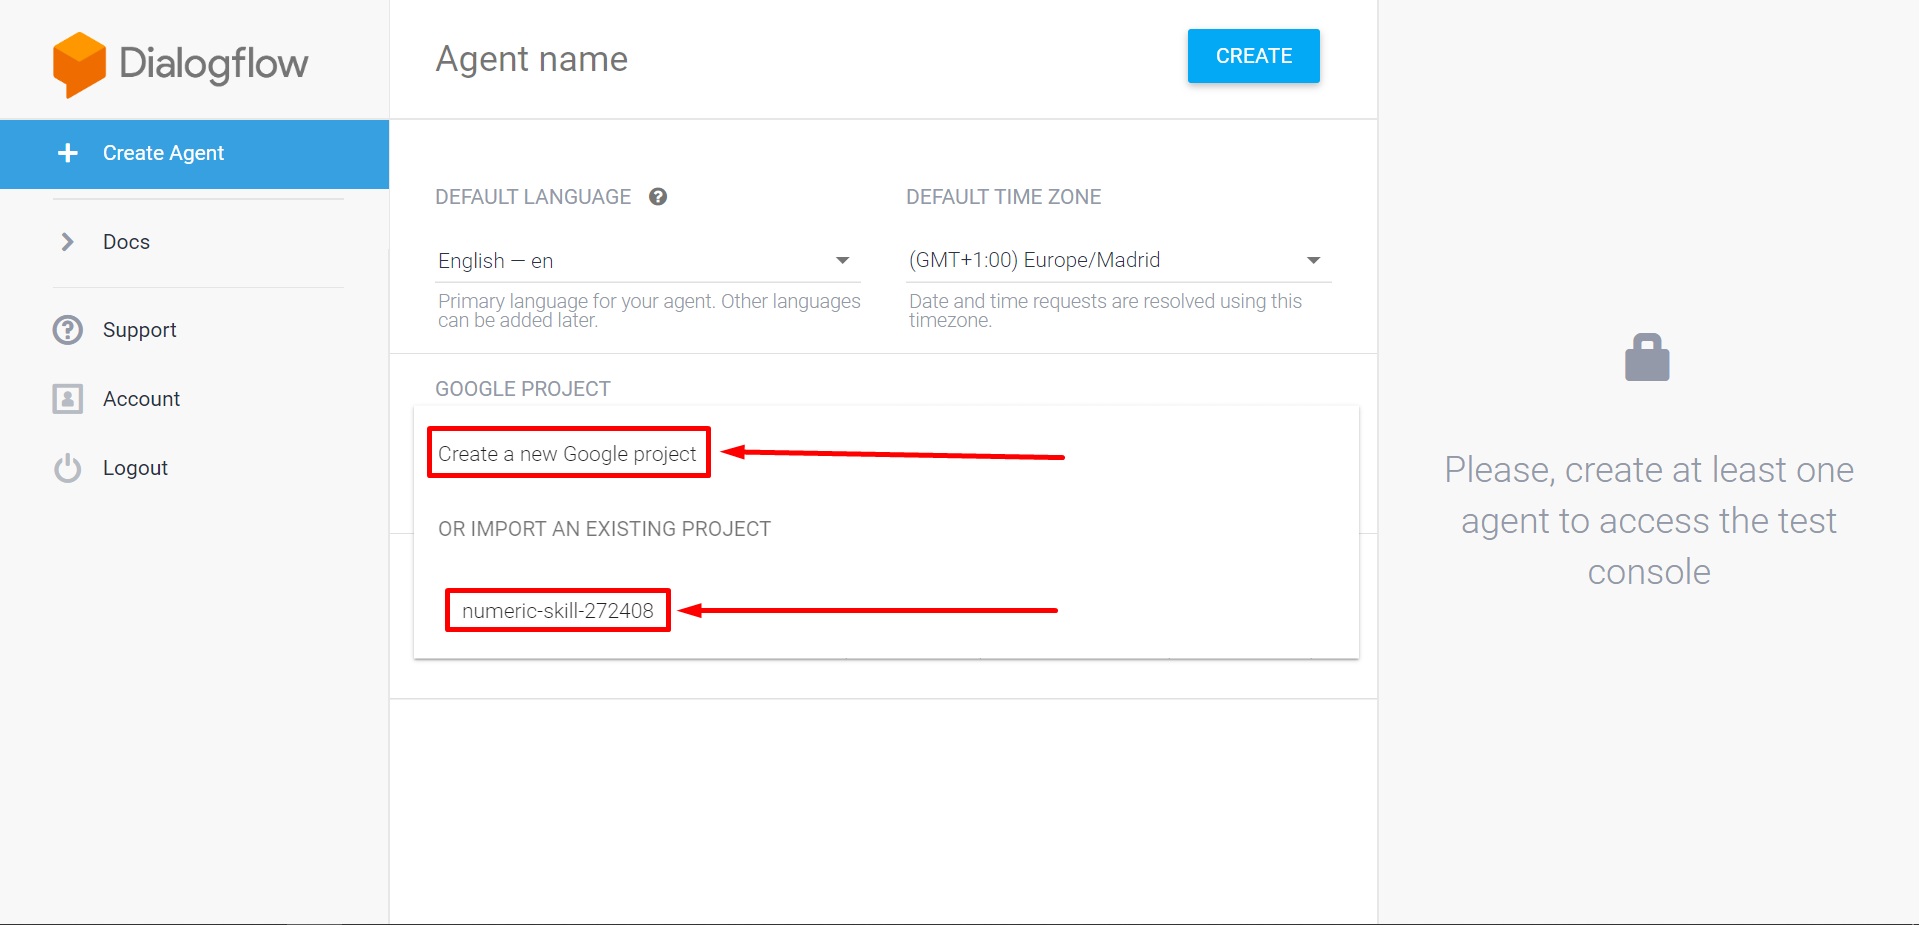 Dialogflow
Create Agent
Docs
Support
Account
Logout
Agent name
CREATE
DEFAULT LANGUAGE ?
English — en
Primary language for your agent. Other languages
can be added later.
DEFAULT TIME ZONE
(GMT+1:00) Europe/Madrid
Date and time requests are resolved using this
timezone.
GOOGLE PROJECT
Create a new Google project
OR IMPORT AN EXISTING PROJECT
numeric-skill-272408
Please, create at least one
agent to access the test
console